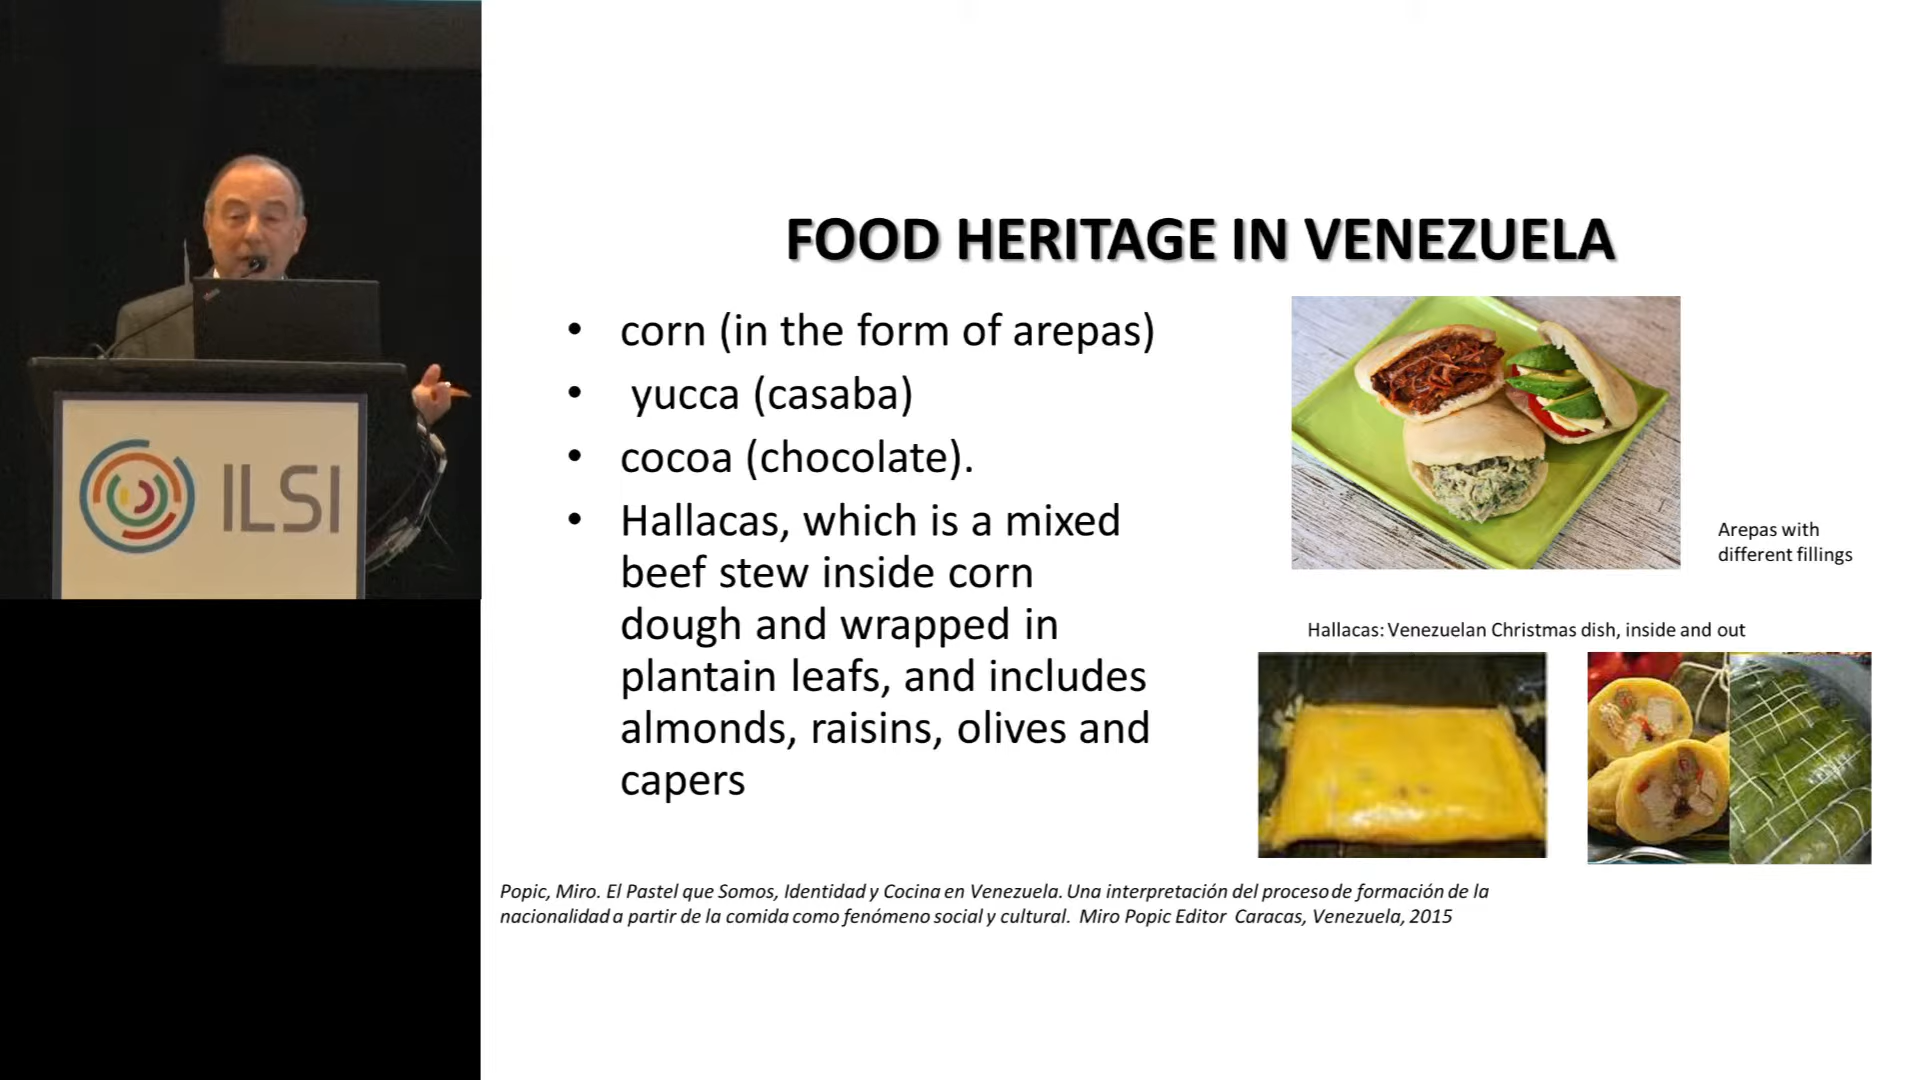 FOOD HERITAGE IN VENEZUELA
• corn (in the form of arepas)
• yucca (casaba)
• cocoa (chocolate).
• Hallacas, which is a mixed
beef stew inside corn
dough and wrapped in
plantain leafs, and includes
almonds, raisins, olives and
capers
Arepas with
different fillings
Hallacas: Venezuelan Christmas dish, inside and out
Popic, Miro. El Pastel que Somos, Identidad y Cocina en Venezuela. Una interpretación del proceso de formación de la
nacionalidad a partir de la comida como fenómeno social y cultural. Miro Popic Editor Caracas, Venezuela, 2015
ILSI